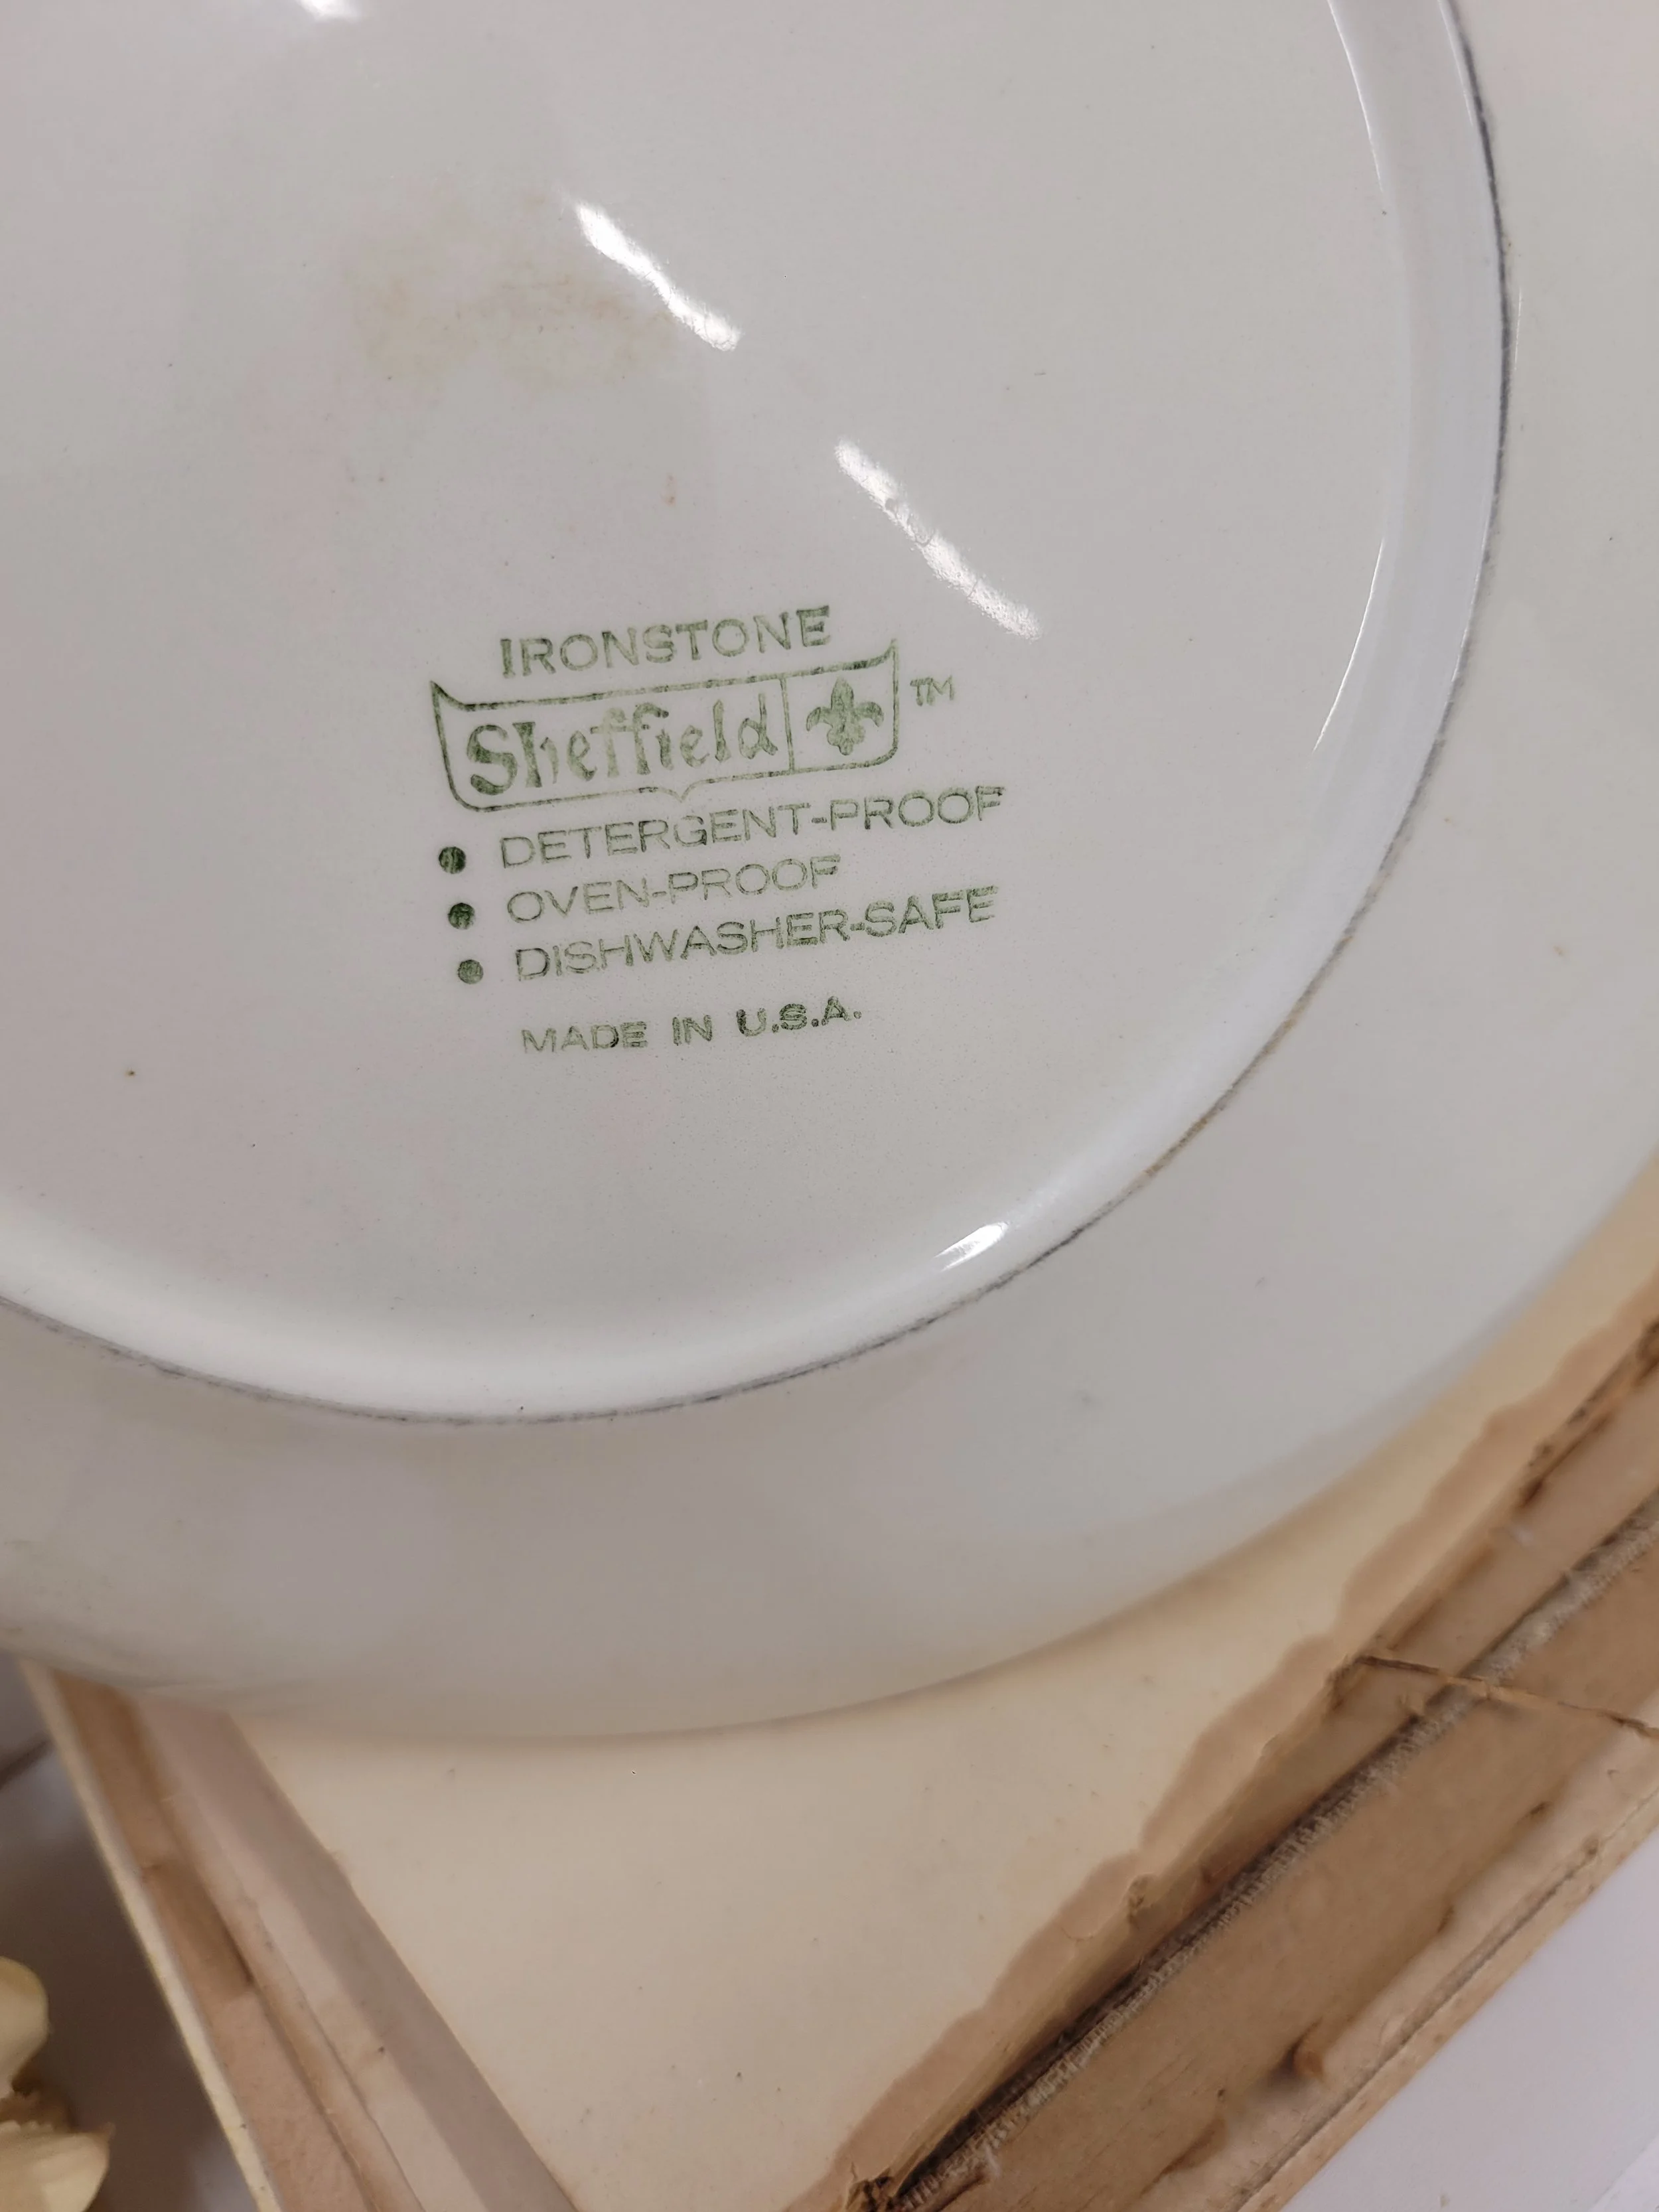 IRONSTONE
Sheffield TM
• DETERGENT-PROOF
• OVEN-PROOF
• DISHWASHER-SAFE
MADE IN U.S.A.